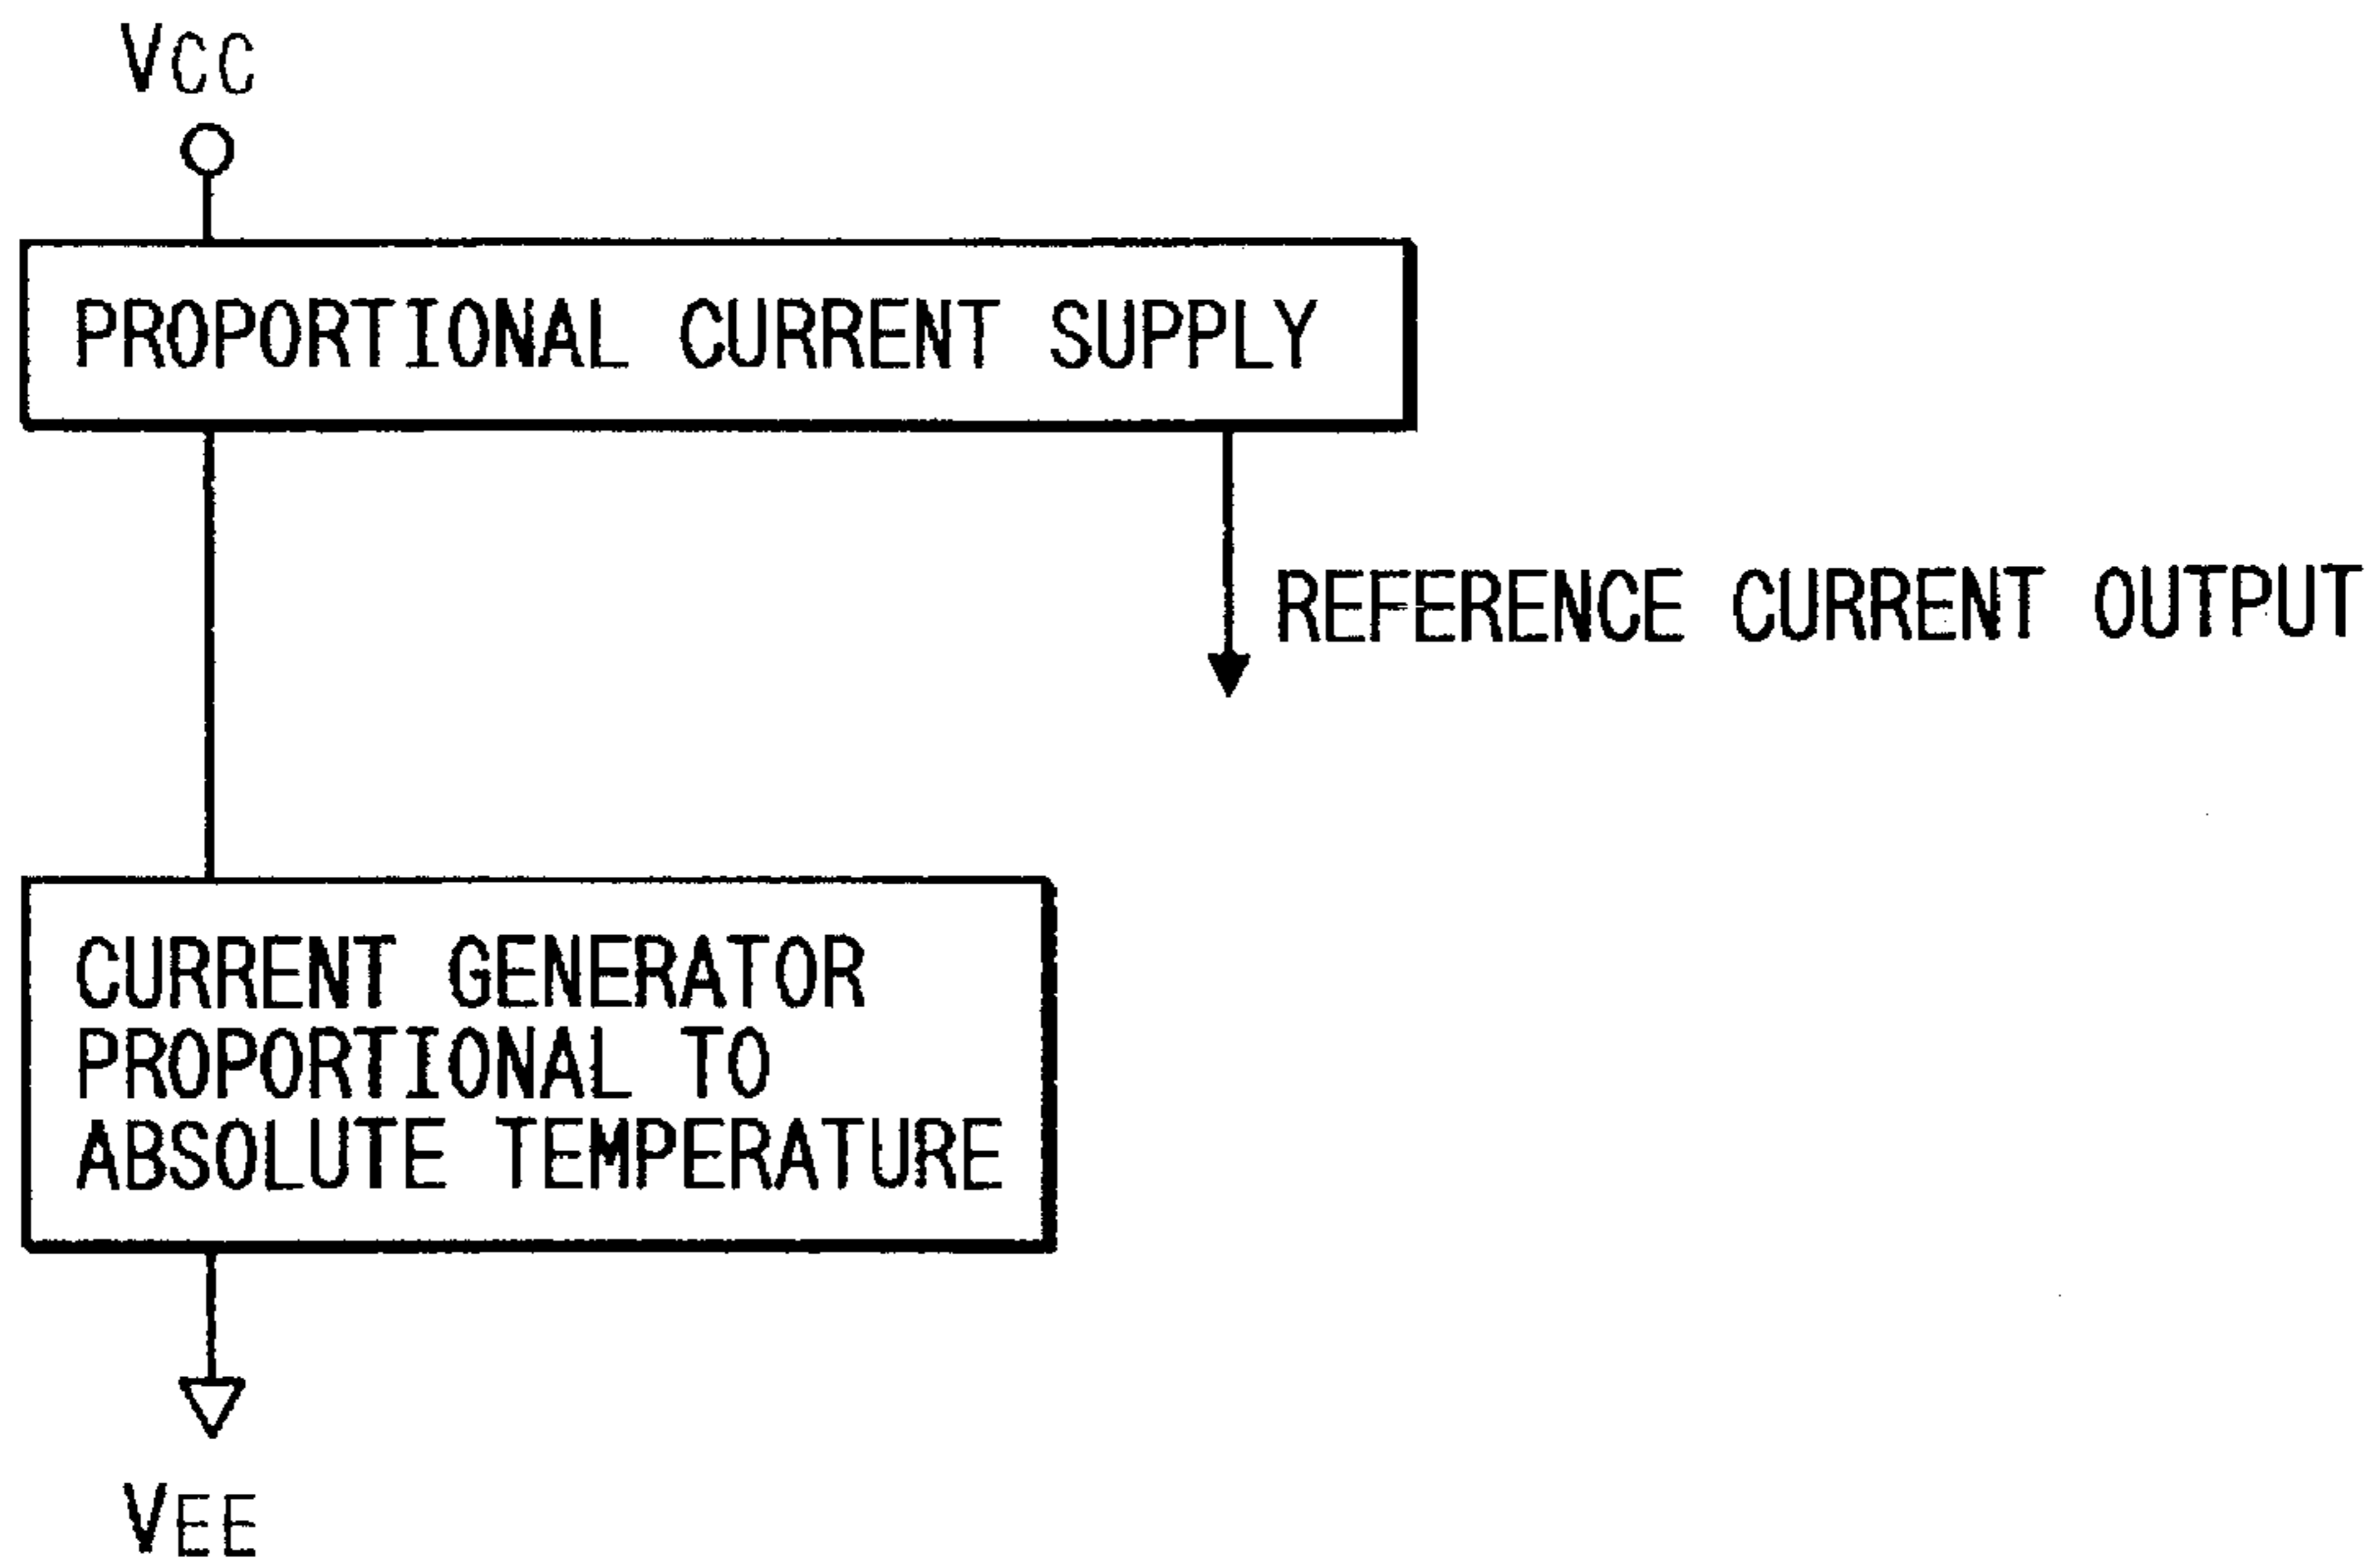 VCC
PROPORTIONAL CURRENT SUPPLY
REFERENCE CURRENT OUTPUT
CURRENT GENERATOR
PROPORTIONAL TO
ABSOLUTE TEMPERATURE
VEE